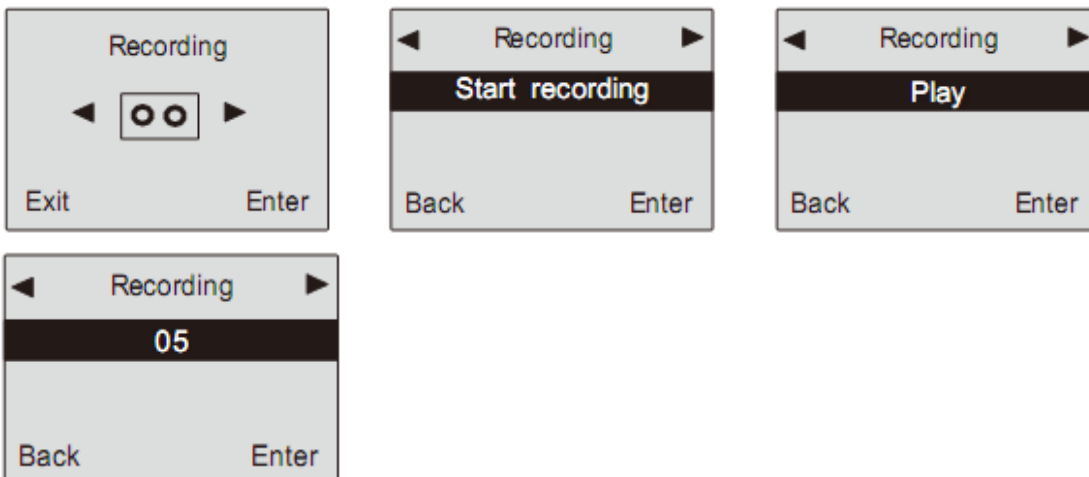 Recording
Exit Enter
Recording
Start recording
Back Enter
Recording
Play
Back Enter
Recording
05
Back Enter